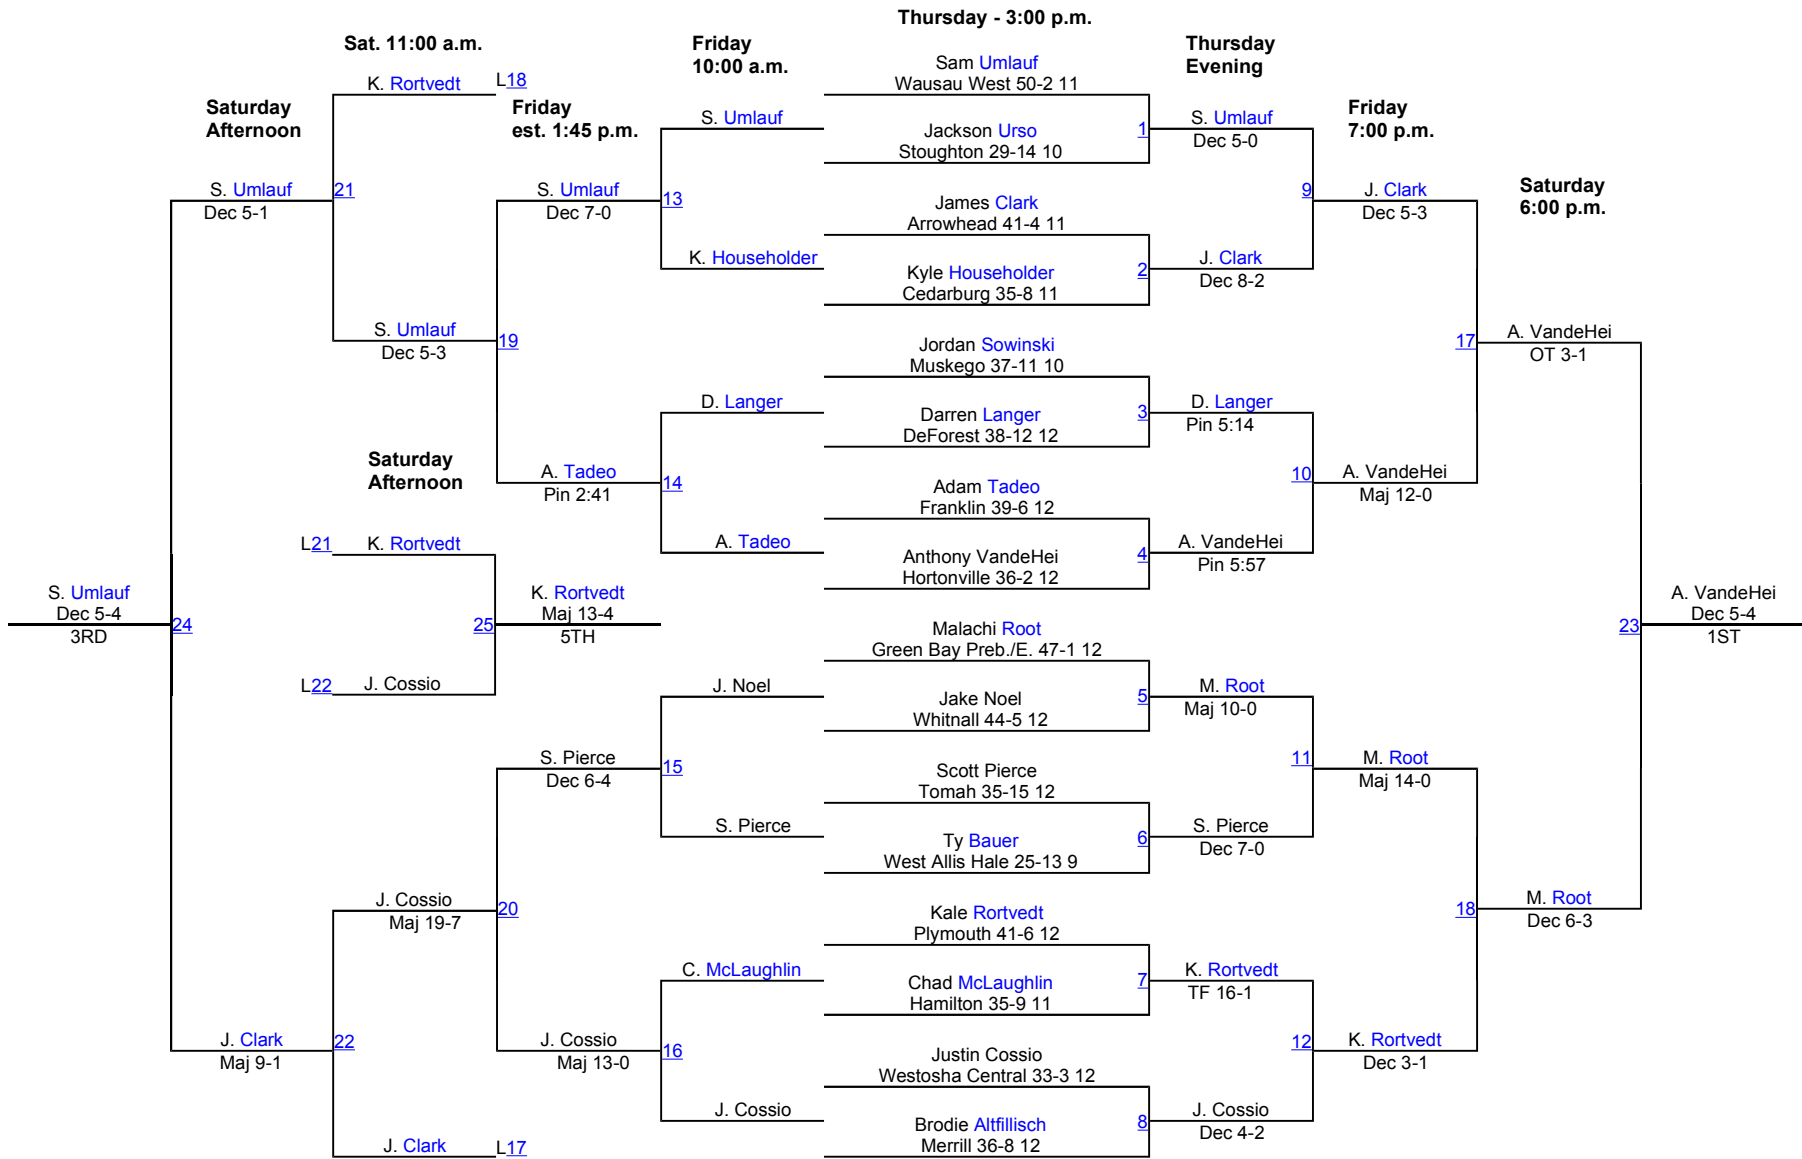 Thursday - 3:00 p.m.
Sat. 11:00 a.m.
Friday
10:00 a.m.
Thursday
Evening
Saturday
Afternoon
Friday
est. 1:45 p.m.
Friday
7:00 p.m.
Saturday
6:00 p.m.
Saturday
Afternoon
Sam Umlauf
Wausau West 50-2 11
Jackson Urso
Stoughton 29-14 10
1
James Clark
Arrowhead 41-4 11
Kyle Householder
Cedarburg 35-8 11
2
Jordan Sowinski
Muskego 37-11 10
Darren Langer
DeForest 38-12 12
3
Adam Tadeo
Franklin 39-6 12
Anthony VandeHei
Hortonville 36-2 12
4
Malachi Root
Green Bay Preb./E. 47-1 12
Jake Noel
Whitnall 44-5 12
5
Scott Pierce
Tomah 35-15 12
Ty Bauer
West Allis Hale 25-13 9
6
Kale Rortvedt
Plymouth 41-6 12
Chad McLaughlin
Hamilton 35-9 11
7
Justin Cossio
Westosha Central 33-3 12
Brodie Altfillisch
Merrill 36-8 12
8
S. Umlauf
Dec 5-0
9
J. Clark
Dec 8-2
D. Langer
Pin 5:14
10
A. VandeHei
Pin 5:57
M. Root
Maj 10-0
11
S. Pierce
Dec 7-0
K. Rortvedt
TF 16-1
12
J. Cossio
Dec 4-2
J. Clark
Dec 5-3
17
A. VandeHei
Maj 12-0
M. Root
Maj 14-0
18
K. Rortvedt
Dec 3-1
A. VandeHei
OT 3-1
23
M. Root
Dec 6-3
A. VandeHei
Dec 5-4
1ST
S. Umlauf
13
K. Householder
D. Langer
14
A. Tadeo
J. Noel
15
S. Pierce
C. McLaughlin
16
J. Cossio
S. Umlauf
Dec 7-0
19
A. Tadeo
Pin 2:41
S. Pierce
Dec 6-4
20
J. Cossio
Maj 13-0
K. Rortvedt
L18
21
S. Umlauf
Dec 5-3
J. Cossio
Maj 19-7
22
J. Clark
L17
S. Umlauf
Dec 5-1
24
J. Clark
Maj 9-1
S. Umlauf
Dec 5-4
3RD
L21
K. Rortvedt
25
L22
J. Cossio
K. Rortvedt
Maj 13-4
5TH